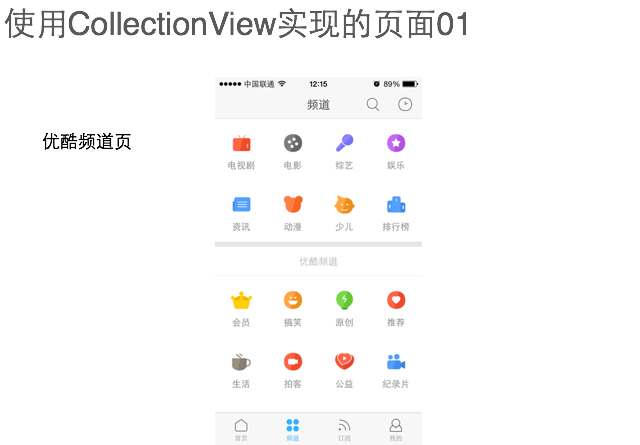 使用CollectionView实现的页面01
优酷频道页
中国联通 12:15 89%
频道
电视剧 电影 综艺 娱乐
资讯 动漫 少儿 排行榜
优酷频道
会员 搞笑 原创 推荐
生活 拍客 公益 纪录片
首页 频道 订阅 我的